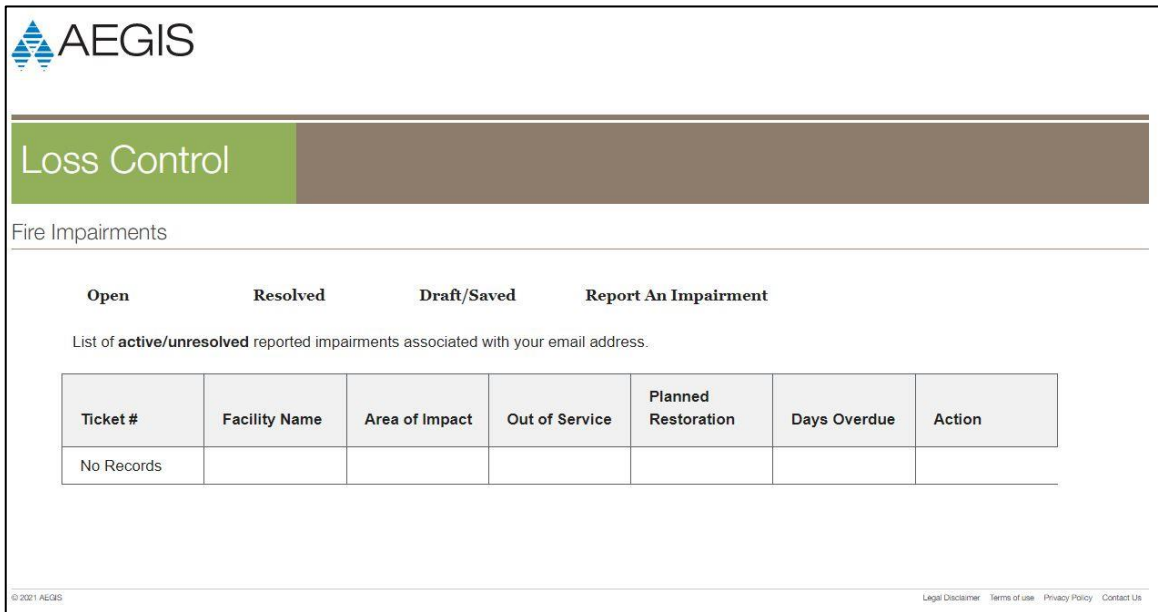 AEGIS
Loss Control
Fire Impairments
Open Resolved Draft/Saved Report An Impairment
List of active/unresolved reported impairments associated with your email address.
Ticket # Facility Name Area of Impact Out of Service Planned Restoration Days Overdue Action
No Records
© 2021 AEGIS Legal Disclaimer Terms of use Privacy Policy Contact Us